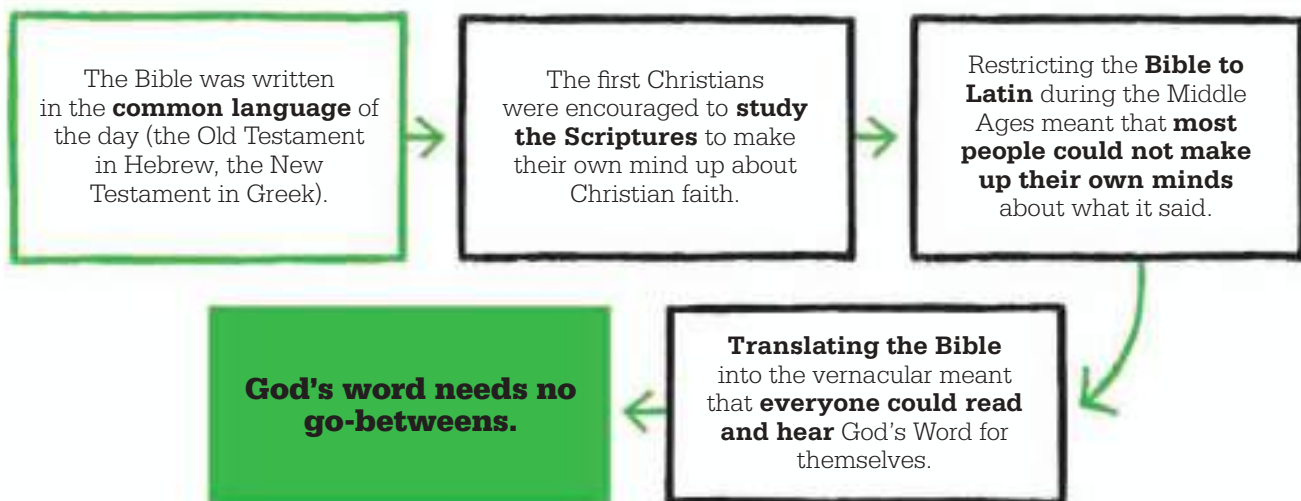 The Bible was written
in the common language of
the day (the Old Testament
in Hebrew, the New
Testament in Greek).
The first Christians
were encouraged to study
the Scriptures to make
their own mind up about
Christian faith.
Restricting the Bible to
Latin during the Middle
Ages meant that most
people could not make
up their own minds
about what it said.
Translating the Bible
into the vernacular meant
that everyone could read
and hear God’s Word for
themselves.
God’s word needs no
go-betweens.